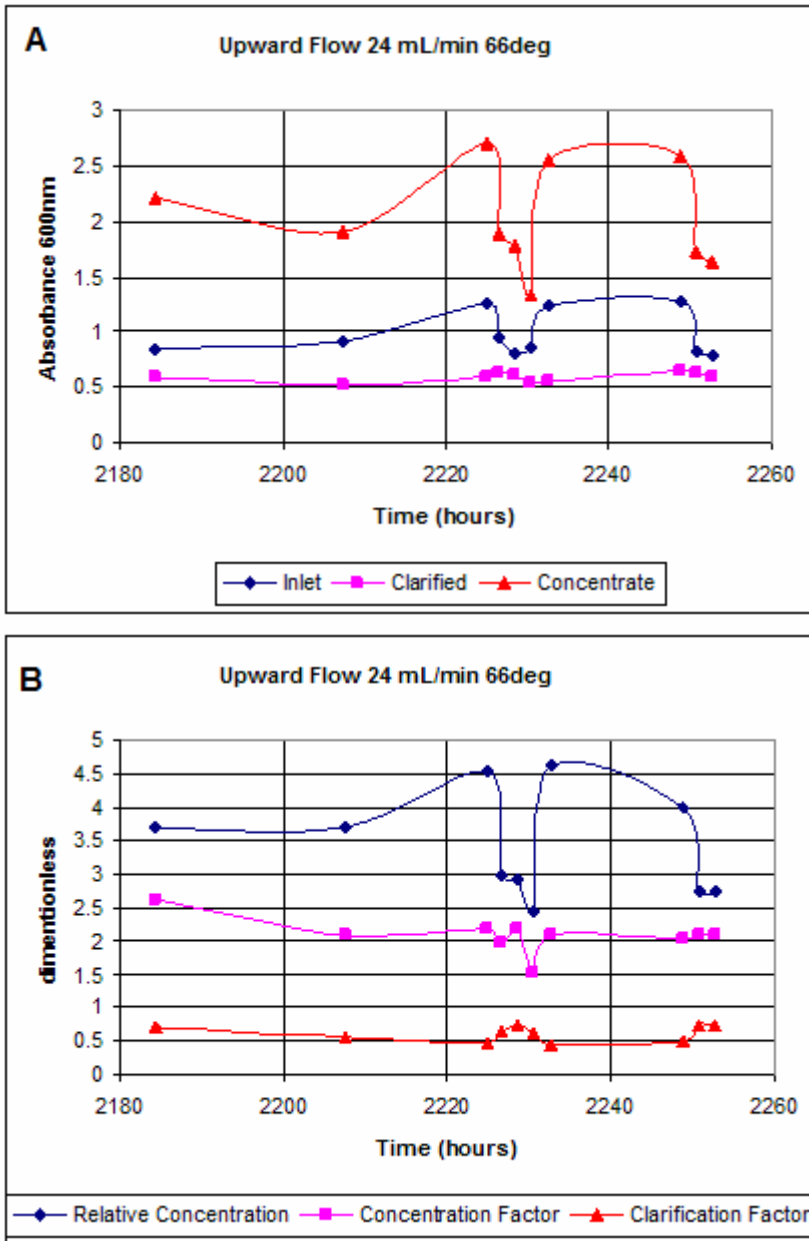 A
Upward Flow 24 mL/min 66deg
3
2.5
2
1.5
1
0.5
0
Absorbance 600nm
2180 2200 2220 2240 2260
Time (hours)
Inlet Clarified Concentrate
B
Upward Flow 24 mL/min 66deg
5
4.5
4
3.5
3
2.5
2
1.5
1
0.5
0
dimentionless
2180 2200 2220 2240 2260
Time (hours)
Relative Concentration Concentration Factor Clarification Factor